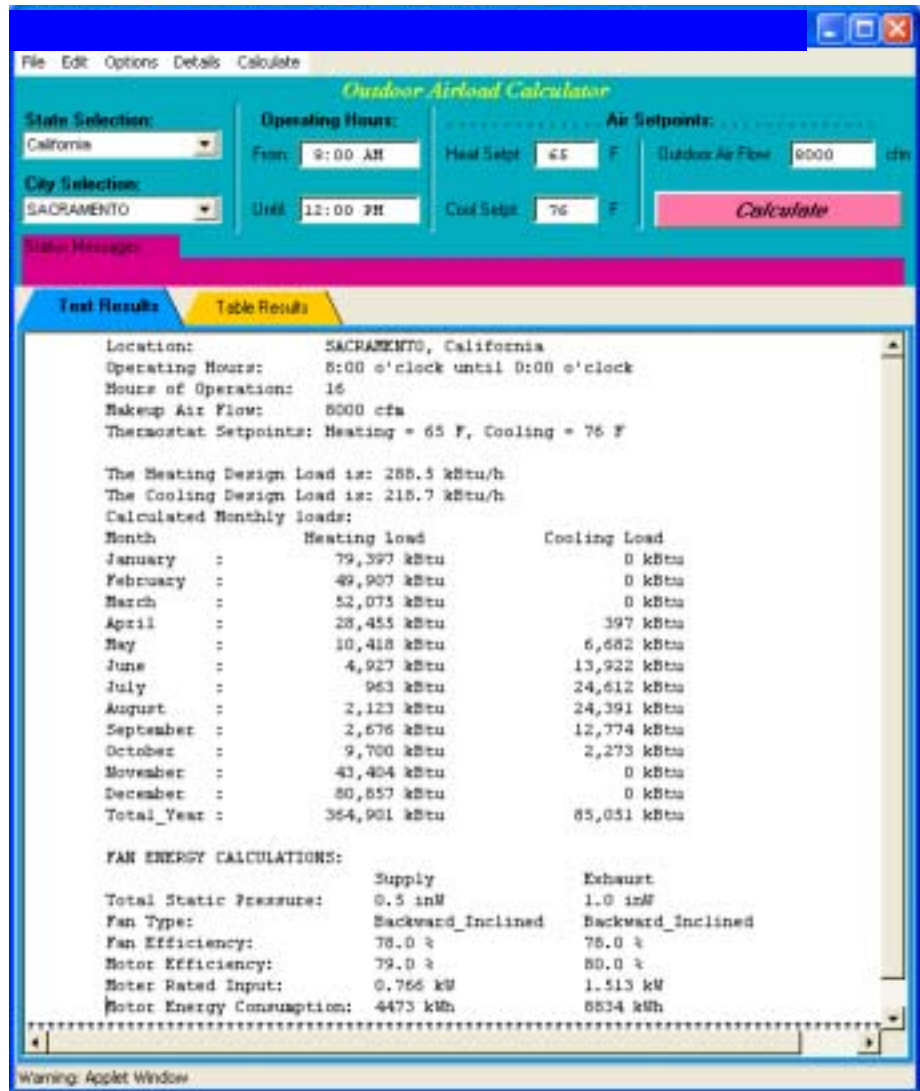 File Edit Options Details Calculate
Outdoor Airload Calculator
State Selection: Operating Hours: Air Setpoints:
California From: 8:00 AM Heat Setpt 65 F Outdoor Air Flow 8000 cfm
City Selection:
SACRAMENTO Until 12:00 PM Cool Setpt 76 F Calculate
Status Messages:
Text Results Table Results
Location: SACRAMENTO, California
Operating Hours: 8:00 o'clock until 0:00 o'clock
Hours of Operation: 16
Makeup Air Flow: 8000 cfm
Thermostat Setpoints: Heating = 65 F, Cooling = 76 F
The Heating Design Load is: 288.5 kBtu/h
The Cooling Design Load is: 218.7 kBtu/h
Calculated Monthly loads:
Month Heating Load Cooling Load
January : 79,397 kBtu 0 kBtu
February : 49,907 kBtu 0 kBtu
March : 52,075 kBtu 0 kBtu
April : 28,455 kBtu 397 kBtu
May : 10,418 kBtu 6,682 kBtu
June : 4,927 kBtu 13,922 kBtu
July : 963 kBtu 24,612 kBtu
August : 2,123 kBtu 24,391 kBtu
September : 2,676 kBtu 12,774 kBtu
October : 9,700 kBtu 2,273 kBtu
November : 43,404 kBtu 0 kBtu
December : 80,857 kBtu 0 kBtu
Total_Year : 364,901 kBtu 85,051 kBtu
FAN ENERGY CALCULATIONS:
Supply Exhaust
Total Static Pressure: 0.5 inW 1.0 inW
Fan Type: Backward_Inclined Backward_Inclined
Fan Efficiency: 78.0 % 78.0 %
Motor Efficiency: 79.0 % 80.0 %
Moter Rated Input: 0.766 kW 1.513 kW
Motor Energy Consumption: 4473 kWh 8834 kWh
Warning: Applet Window